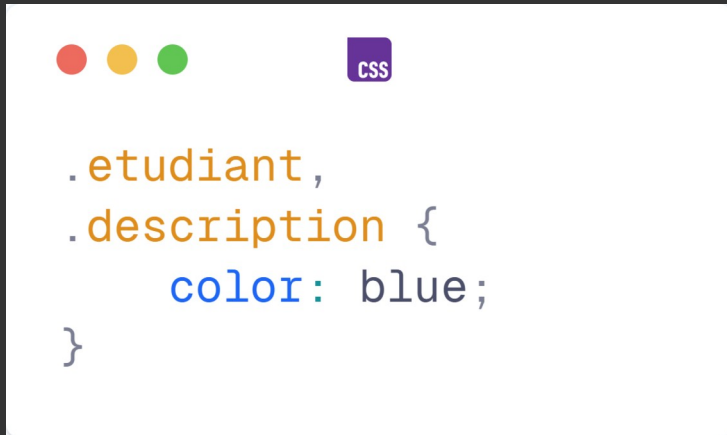 CSS
.etudiant,
.description {
    color: blue;
}